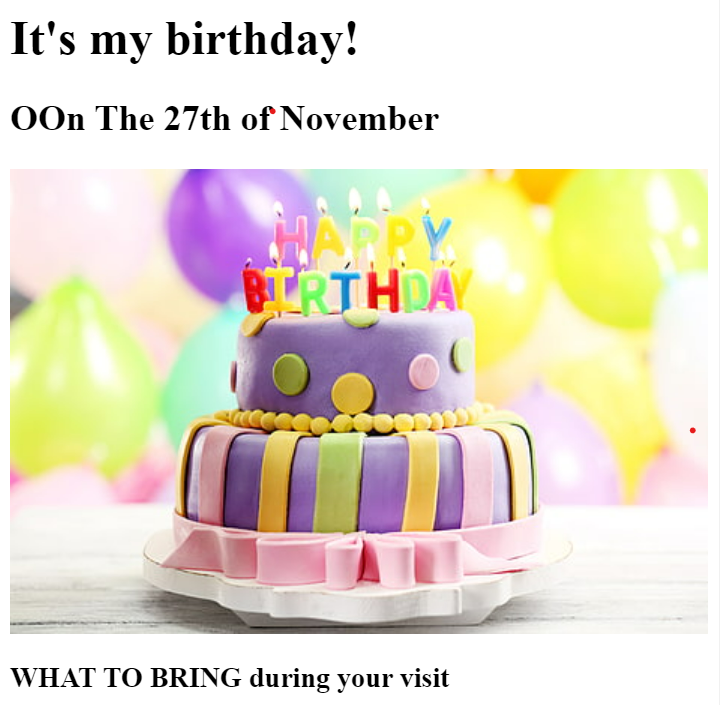 It's my birthday!
OOn The 27th of November
HAPPY
BIRTHDAY
WHAT TO BRING during your visit